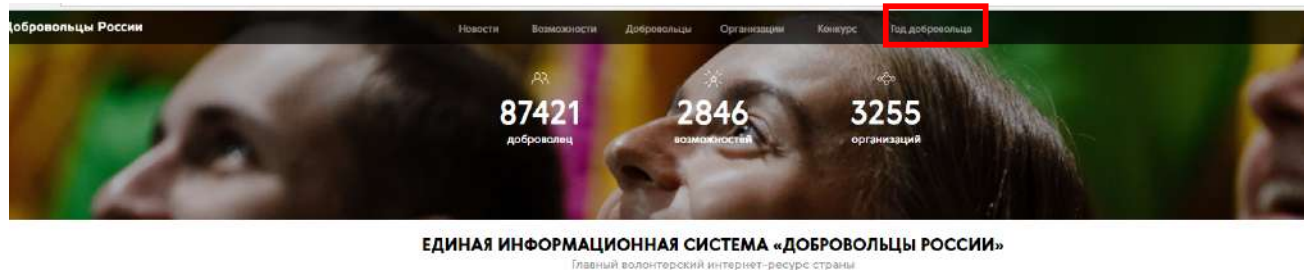 Добровольцы России
Новости Возможности Добровольцы Организации Конкурс Год добровольца
87421 2846 3255
доброволец возможностей организаций
ЕДИНАЯ ИНФОРМАЦИОННАЯ СИСТЕМА «ДОБРОВОЛЬЦЫ РОССИИ»
Главный волонтерский интернет-ресурс страны